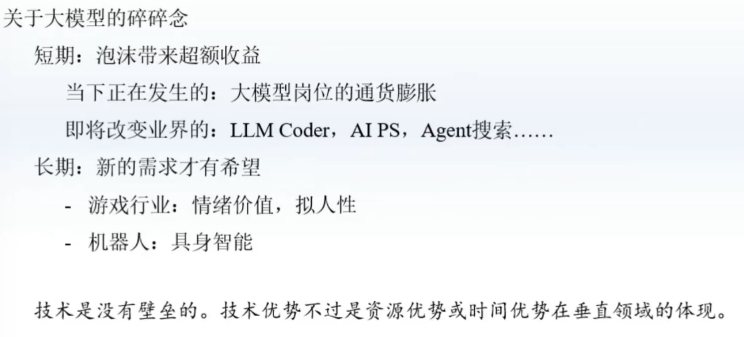 关于大模型的碎碎念
短期：泡沫带来超额收益
当下正在发生的：大模型岗位的通货膨胀
即将改变业界的：LLM Coder，AI PS，Agent搜索……
长期：新的需求才有希望
- 游戏行业：情绪价值，拟人性
- 机器人：具身智能
技术是没有壁垒的。技术优势不过是资源优势或时间优势在垂直领域的体现。